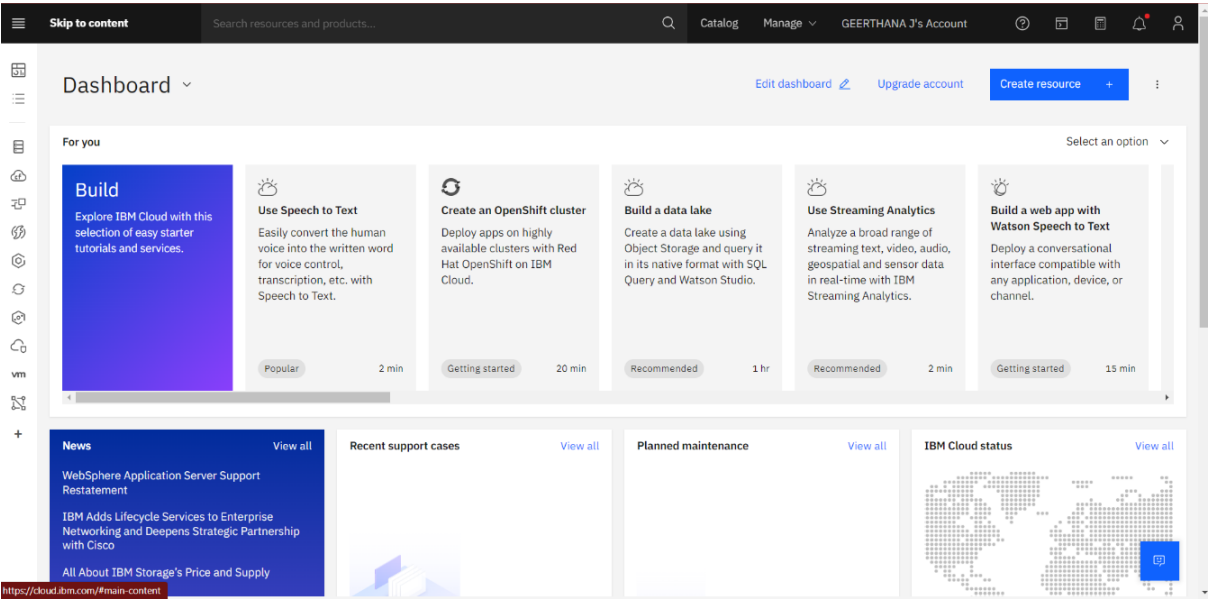 Skip to content
Search resources and products...
Catalog
Manage
GEERTHANA J's Account
Dashboard
Edit dashboard
Upgrade account
Create resource +
For you
Select an option
Build
Explore IBM Cloud with this
selection of easy starter
tutorials and services.
Use Speech to Text
Easily convert the human
voice into the written word
for voice control,
transcription, etc. with
Speech to Text.
Popular
2 min
Create an OpenShift cluster
Deploy apps on highly
available clusters with Red
Hat OpenShift on IBM
Cloud.
Getting started
20 min
Build a data lake
Create a data lake using
Object Storage and query it
in its native format with SQL
Query and Watson Studio.
Recommended
1 hr
Use Streaming Analytics
Analyze a broad range of
streaming text, video, audio,
geospatial and sensor data
in real-time with IBM
Streaming Analytics.
Recommended
2 min
Build a web app with
Watson Speech to Text
Deploy a conversational
interface compatible with
any application, device, or
channel.
Getting started
15 min
vm
News
View all
WebSphere Application Server Support
Restatement
IBM Adds Lifecycle Services to Enterprise
Networking and Deepens Strategic Partnership
with Cisco
All About IBM Storage's Price and Supply
Recent support cases
View all
Planned maintenance
View all
IBM Cloud status
View all
https://cloud.ibm.com/#main-content